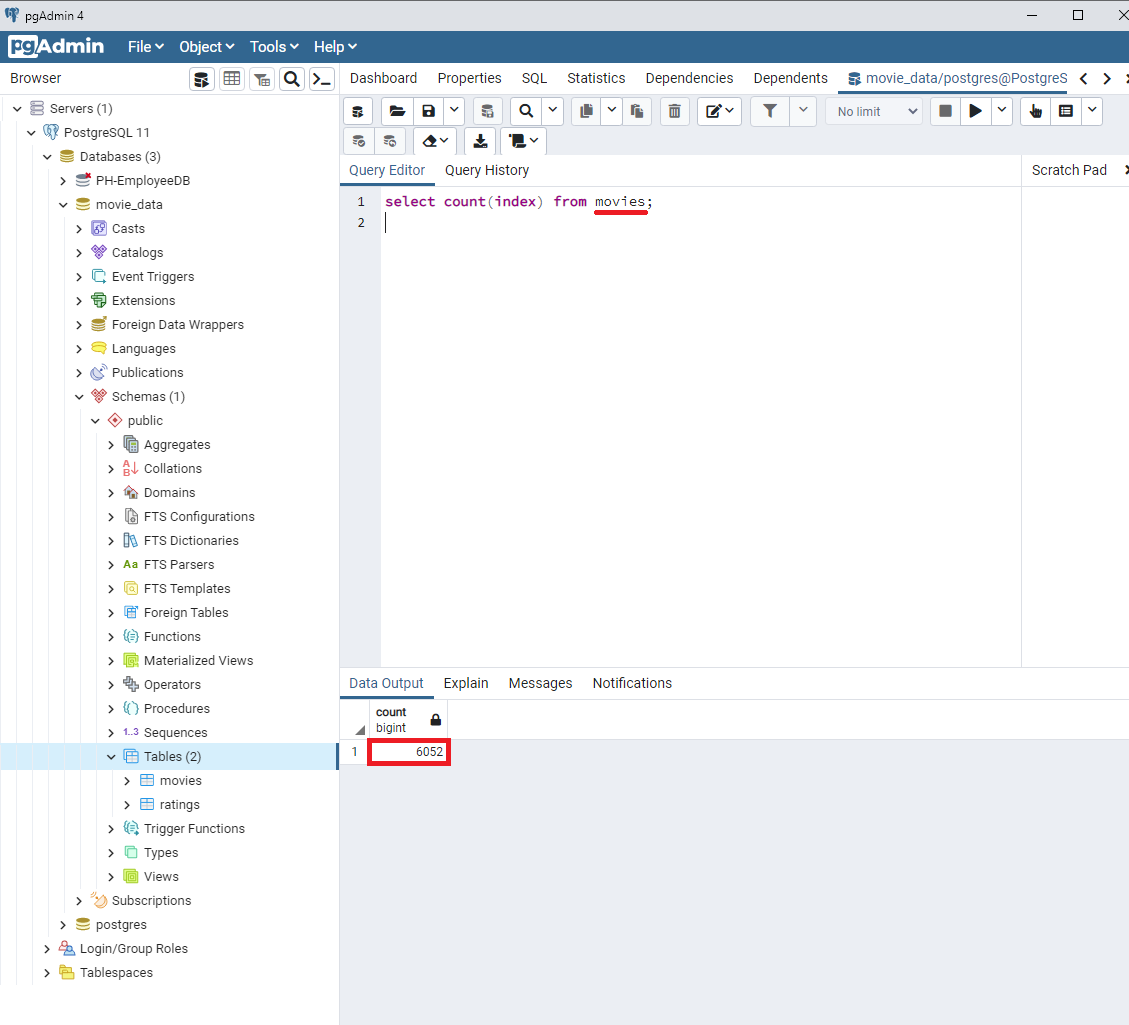 pgAdmin 4
pgAdmin File Object Tools Help
Browser
Dashboard Properties SQL Statistics Dependencies Dependents movie_data/postgres@PostgreS
Servers (1)
PostgreSQL 11
Databases (3)
PH-EmployeeDB
movie_data
Casts
Catalogs
Event Triggers
Extensions
Foreign Data Wrappers
Languages
Publications
Schemas (1)
public
Aggregates
Collations
Domains
FTS Configurations
FTS Dictionaries
Aa FTS Parsers
FTS Templates
Foreign Tables
Functions
Materialized Views
Operators
Procedures
1..3 Sequences
Tables (2)
movies
ratings
Trigger Functions
Types
Views
Subscriptions
postgres
Login/Group Roles
Tablespaces
No limit
Query Editor Query History Scratch Pad
1 select count(index) from movies;
2
Data Output Explain Messages Notifications
count
bigint
1 6052